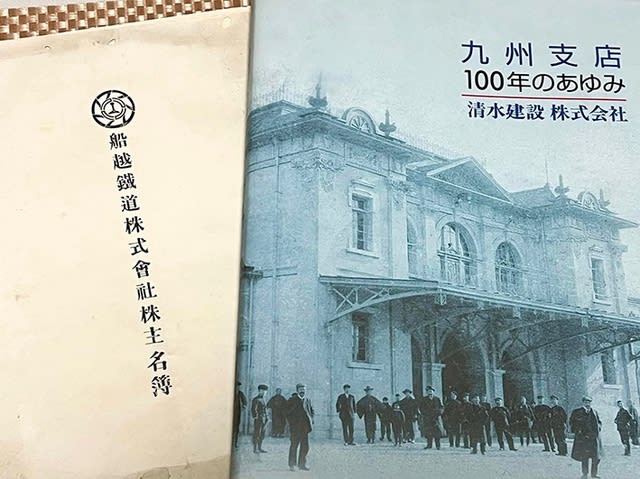 船越鐵道株式會社株主名簿
九州支店
100年のあゆみ
清水建設 株式会社